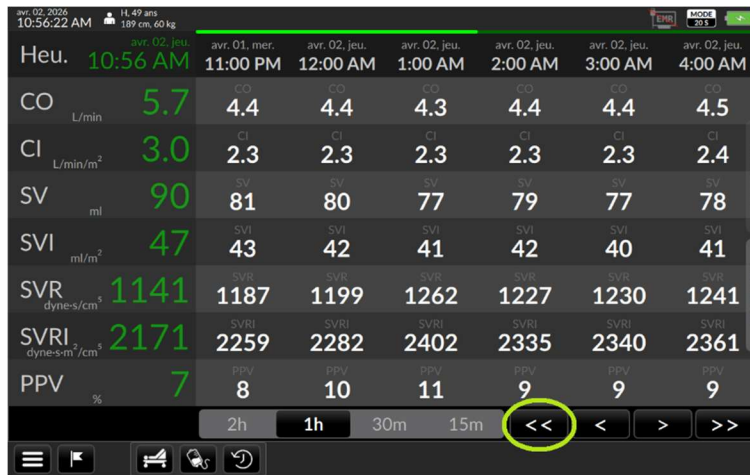 avr. 02, 2026
10:56:22 AM
H, 49 ans
189 cm, 60 kg
EMR
MODE
20 S
Heu. avr. 02, jeu. 10:56 AM avr. 01, mer. 11:00 PM avr. 02, jeu. 12:00 AM avr. 02, jeu. 1:00 AM avr. 02, jeu. 2:00 AM avr. 02, jeu. 3:00 AM avr. 02, jeu. 4:00 AM
CO CO CO CO CO CO
CO L/min 5.7 4.4 4.4 4.3 4.4 4.4 4.5
CI CI CI CI CI CI
CI L/min/m² 3.0 2.3 2.3 2.3 2.3 2.3 2.4
SV SV SV SV SV SV
SV ml 90 81 80 77 79 77 78
SVI SVI SVI SVI SVI SVI
SVI ml/m² 47 43 42 41 42 40 41
SVR SVR SVR SVR SVR SVR
SVR dyne-s/cm⁵ 1141 1187 1199 1262 1227 1230 1241
SVRI SVRI SVRI SVRI SVRI SVRI
SVRI dyne-s-m²/cm⁵ 2171 2259 2282 2402 2335 2340 2361
PPV PPV PPV PPV PPV PPV
PPV % 7 8 10 11 9 9 9
2h 1h 30m 15m << < > >>